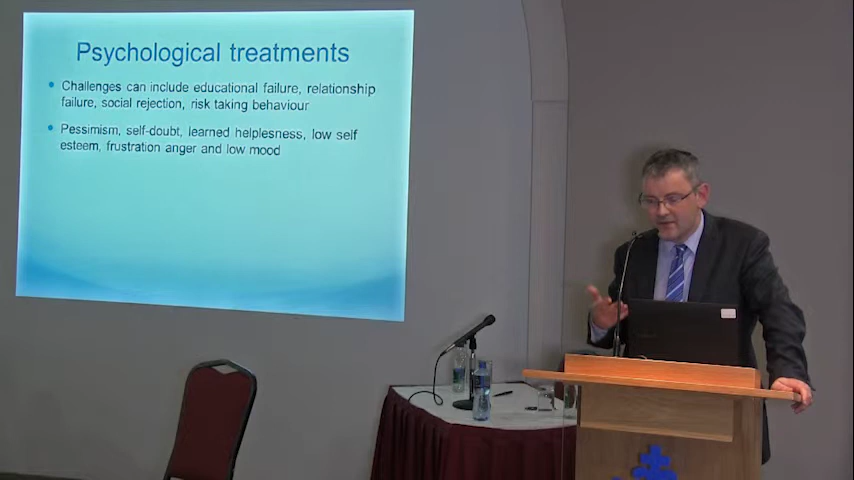 Psychological treatments
Challenges can include educational failure, relationship
failure, social rejection, risk taking behaviour
Pessimism, self-doubt, learned helplesness, low self
esteem, frustration anger and low mood